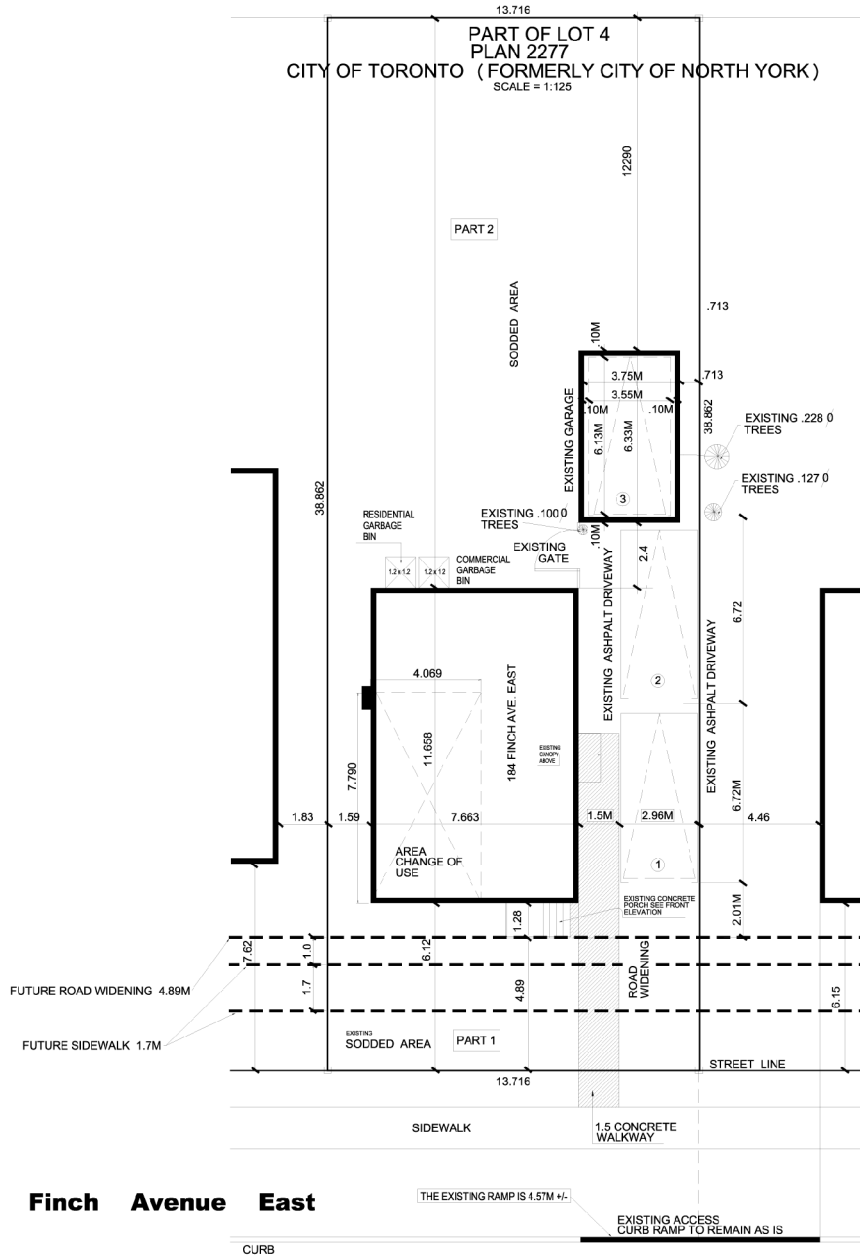 13.716
PART OF LOT 4
PLAN 2277
CITY OF TORONTO (FORMERLY CITY OF NORTH YORK)
SCALE = 1:125
12290
PART 2
SODDED AREA
.713
.10M
3.75M
.713
3.55M
.10M
.10M
38.862
EXISTING GARAGE
6.13M
6.33M
EXISTING .228 0
TREES
EXISTING .127 0
TREES
3
38.862
RESIDENTIAL
GARBAGE
BIN
EXISTING .100 0
TREES
.10M
EXISTING
GATE
COMMERCIAL
GARBAGE
BIN
1.2 x 1.2
1.2 x 1.2
2.4
EXISTING ASHPALT DRIVEWAY
6.72
4.069
184 FINCH AVE. EAST
2
EXISTING ASHPALT DRIVEWAY
11.658
EXISTING
CANOPY
ABOVE
7.790
6.72M
1.83
1.59
7.663
1.5M
2.96M
4.46
AREA
CHANGE OF
USE
1
EXISTING CONCRETE
PORCH SEE FRONT
ELEVATION
1.28
2.01M
7.62
1.0
6.12
ROAD
WIDENING
FUTURE ROAD WIDENING 4.89M
1.7
4.89
6.15
FUTURE SIDEWALK 1.7M
EXISTING
SODDED AREA
PART 1
STREET LINE
13.716
SIDEWALK
1.5 CONCRETE
WALKWAY
Finch Avenue East
THE EXISTING RAMP IS 4.57M +/-
EXISTING ACCESS
CURB RAMP TO REMAIN AS IS
CURB